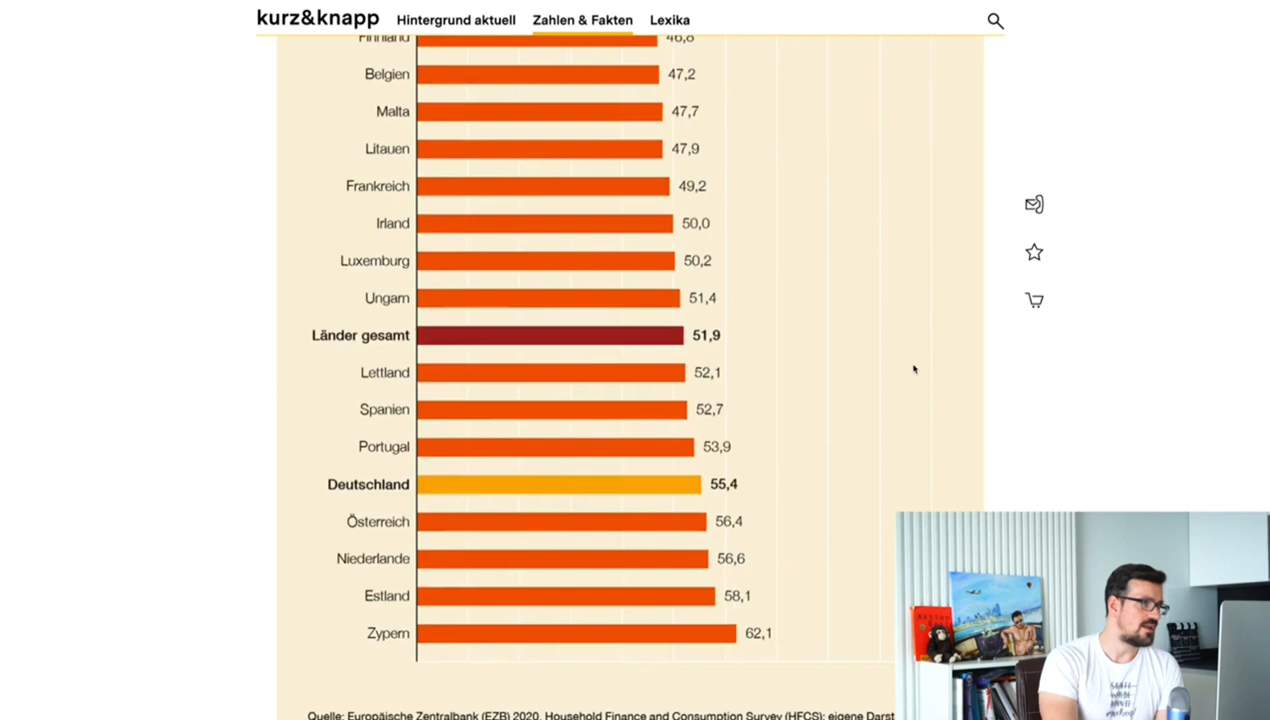 kurz&knapp Hintergrund aktuell Zahlen & Fakten Lexika
Finnland 46,8
Belgien 47,2
Malta 47,7
Litauen 47,9
Frankreich 49,2
Irland 50,0
Luxemburg 50,2
Ungarn 51,4
Länder gesamt 51,9
Lettland 52,1
Spanien 52,7
Portugal 53,9
Deutschland 55,4
Österreich 56,4
Niederlande 56,6
Estland 58,1
Zypern 62,1
Quelle: Europäische Zentralbank (EZB) 2020, Household Finance and Consumption Survey (HFCS); eigene Darst